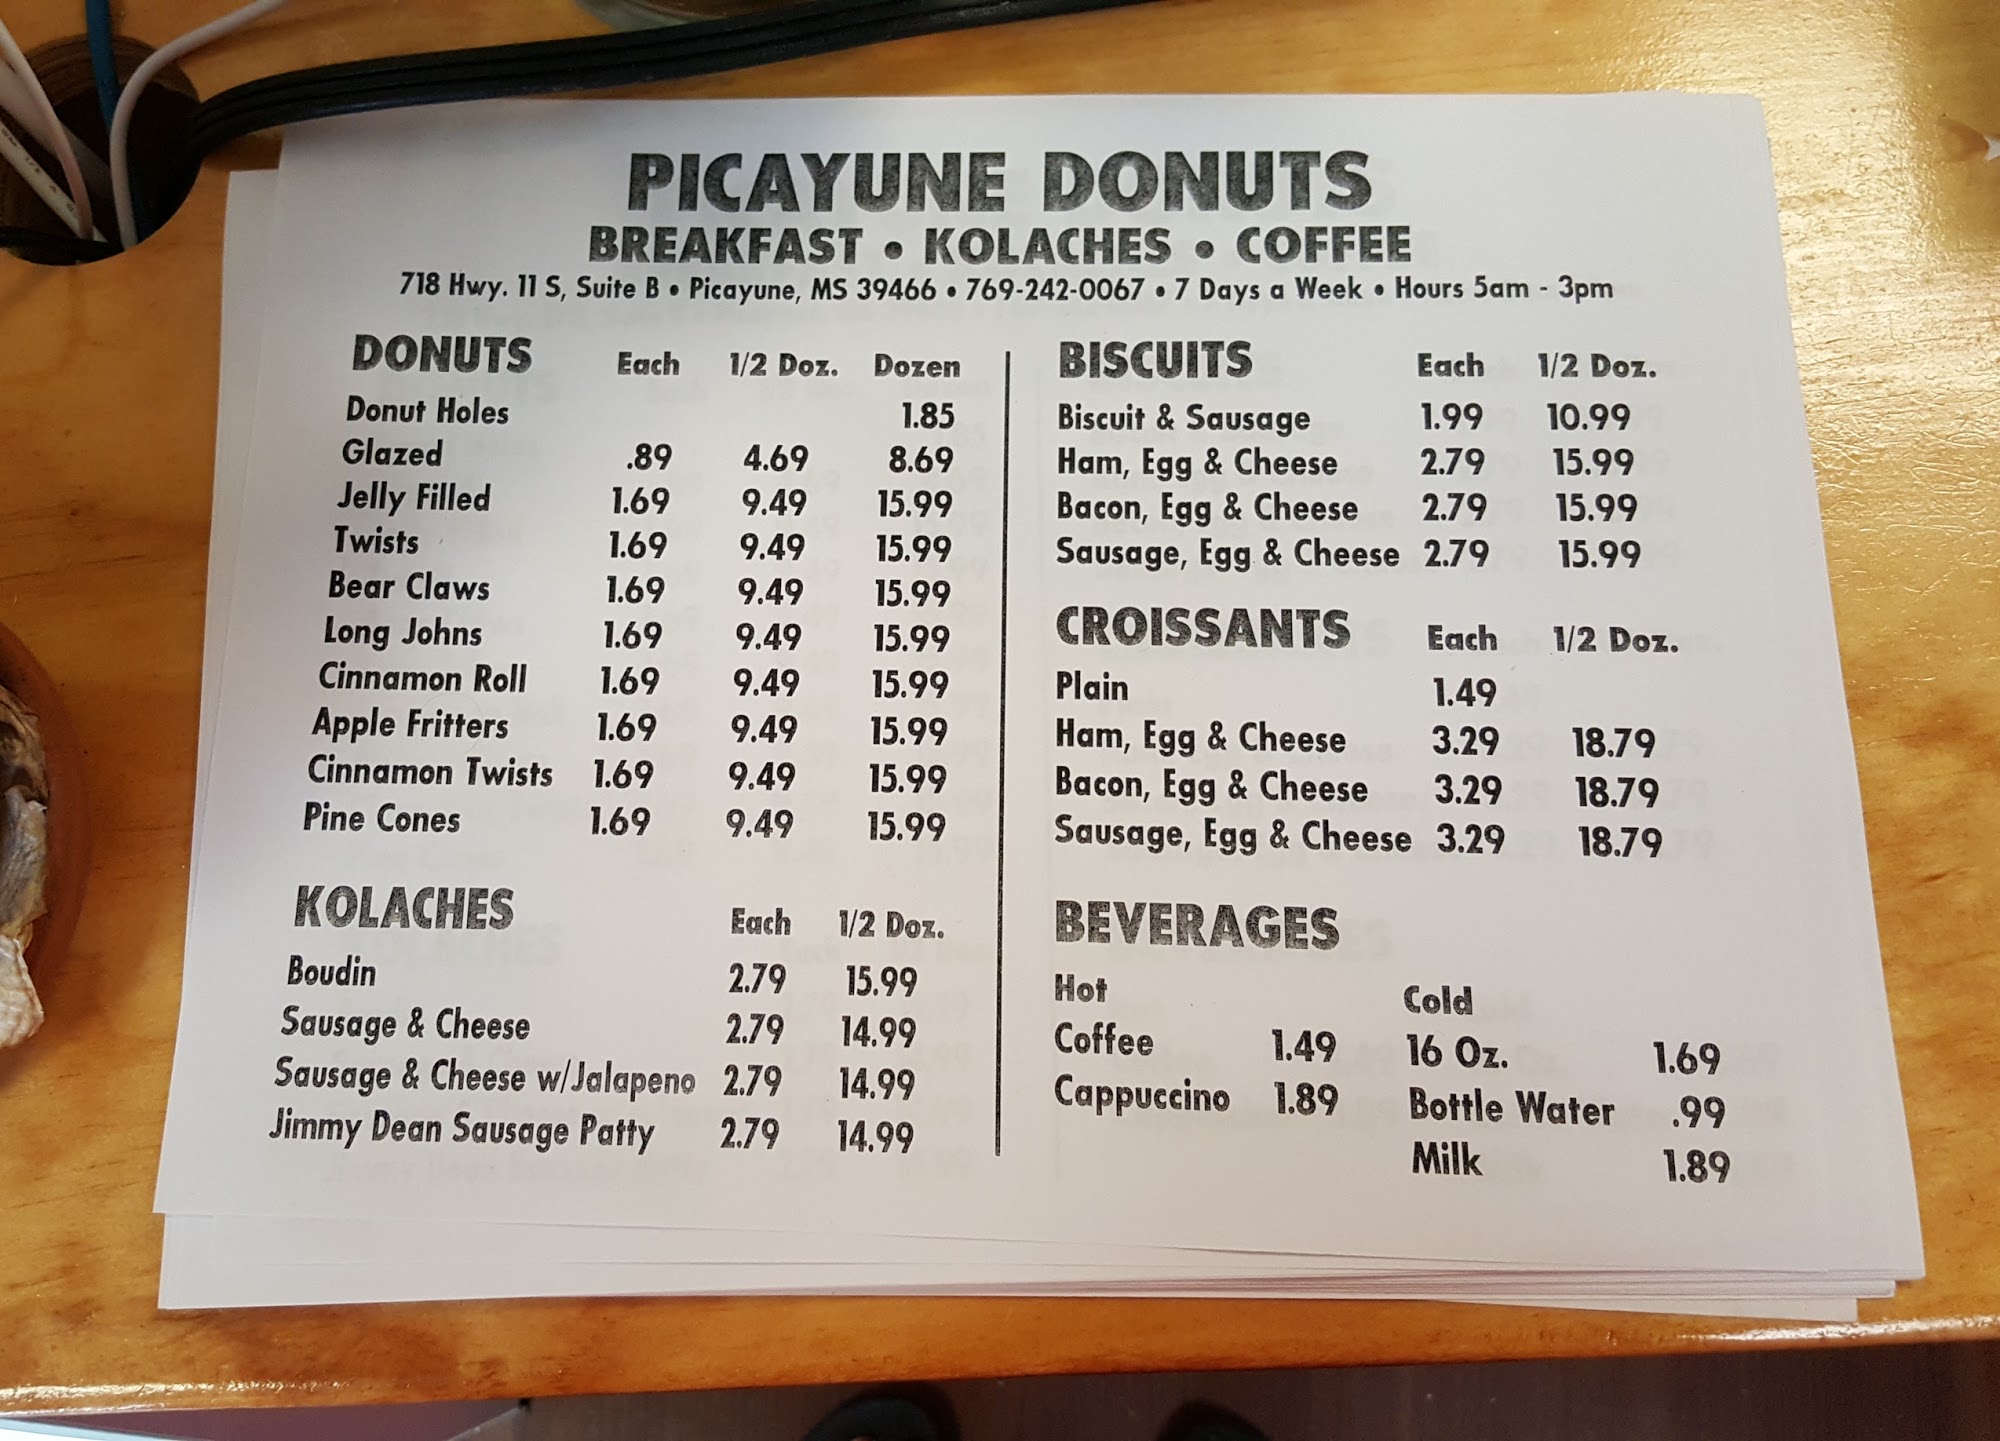 PICAYUNE DONUTS
BREAKFAST • KOLACHES • COFFEE
718 Hwy. 11 S, Suite B • Picayune, MS 39466 • 769-242-0067 • 7 Days a Week • Hours 5am - 3pm
DONUTS Each 1/2 Doz. Dozen
Donut Holes 1.85
Glazed .89 4.69 8.69
Jelly Filled 1.69 9.49 15.99
Twists 1.69 9.49 15.99
Bear Claws 1.69 9.49 15.99
Long Johns 1.69 9.49 15.99
Cinnamon Roll 1.69 9.49 15.99
Apple Fritters 1.69 9.49 15.99
Cinnamon Twists 1.69 9.49 15.99
Pine Cones 1.69 9.49 15.99
KOLACHES Each 1/2 Doz.
Boudin 2.79 15.99
Sausage & Cheese 2.79 14.99
Sausage & Cheese w/Jalapeno 2.79 14.99
Jimmy Dean Sausage Patty 2.79 14.99
BISCUITS Each 1/2 Doz.
Biscuit & Sausage 1.99 10.99
Ham, Egg & Cheese 2.79 15.99
Bacon, Egg & Cheese 2.79 15.99
Sausage, Egg & Cheese 2.79 15.99
CROISSANTS Each 1/2 Doz.
Plain 1.49
Ham, Egg & Cheese 3.29 18.79
Bacon, Egg & Cheese 3.29 18.79
Sausage, Egg & Cheese 3.29 18.79
BEVERAGES
Hot
Coffee 1.49
Cappuccino 1.89
Cold
16 Oz. 1.69
Bottle Water .99
Milk 1.89